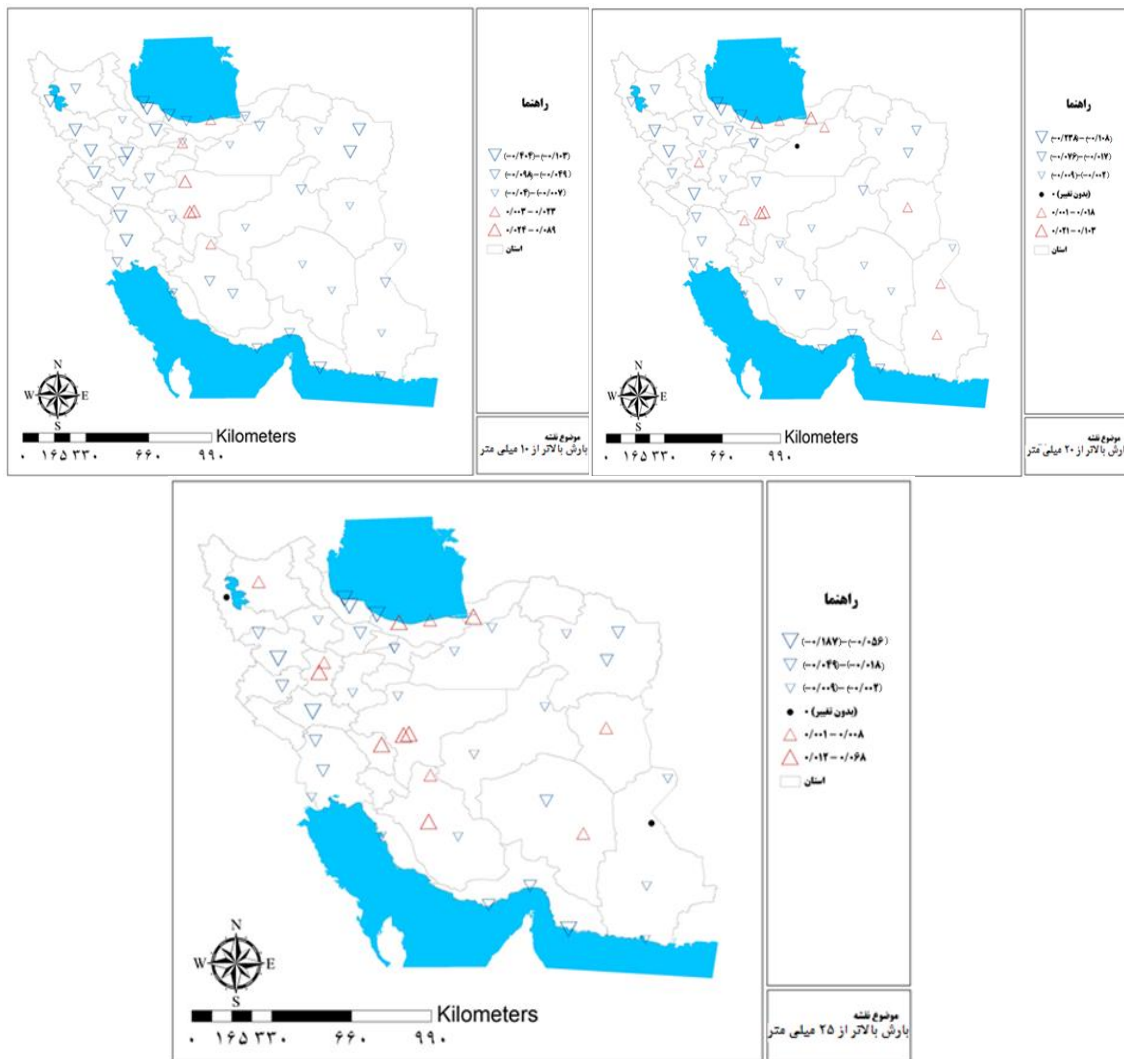 راهنما
(-۰/۴۰۴)-(-۰/۱۰۳)
(-۰/۰۹۸)-(-۰/۰۴۹)
(-۰/۰۴)-(-۰/۰۰۷)
۰/۰۰۳ - ۰/۰۲۳
۰/۰۲۴ - ۰/۰۸۹
استان
N
W E
S
Kilometers
۰ ۱۶۵ ۳۳۰ ۶۶۰ ۹۹۰
موضوع نقشه
بارش بالاتر از ۱۰ میلی متر
راهنما
(-۰/۲۳۸)-(-۰/۱۰۸)
(-۰/۰۷۶)-(-۰/۰۱۷)
(-۰/۰۰۹)-(-۰/۰۰۲)
۰ (بدون تغییر)
۰/۰۰۱ - ۰/۰۱۸
۰/۰۲۱ - ۰/۱۰۳
استان
N
W E
S
Kilometers
۰ ۱۶۵ ۳۳۰ ۶۶۰ ۹۹۰
موضوع نقشه
بارش بالاتر از ۲۰ میلی متر
راهنما
(-۰/۱۸۷)-(-۰/۰۵۶)
(-۰/۰۴۹)-(-۰/۰۱۸)
(-۰/۰۰۹)-(-۰/۰۰۲)
۰ (بدون تغییر)
۰/۰۰۱ - ۰/۰۰۸
۰/۰۱۲ - ۰/۰۶۸
استان
N
W E
S
Kilometers
۰ ۱۶۵ ۳۳۰ ۶۶۰ ۹۹۰
موضوع نقشه
بارش بالاتر از ۲۵ میلی متر